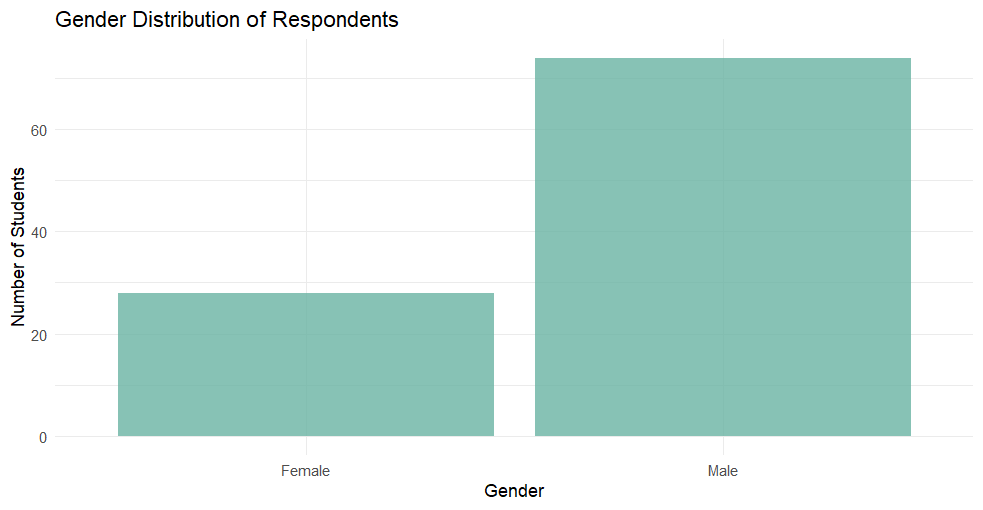 Gender Distribution of Respondents
Number of Students
60
40
20
0
Female
Male
Gender